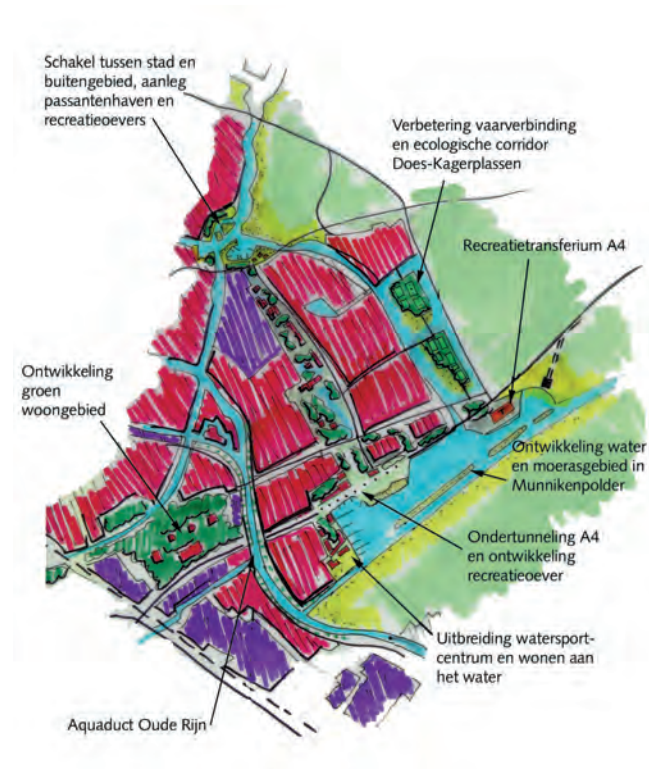 Schakel tussen stad en
buitengebied, aanleg
passantenhaven en
recreatieoevers
Verbetering vaarverbinding
en ecologische corridor
Does-Kagerplassen
Recreatietransferium A4
Ontwikkeling
groen
woongebied
Ontwikkeling water
en moerasgebied in
Munnikenpolder
Ondertunneling A4
en ontwikkeling
recreatieoever
Uitbreiding watersport-
centrum en wonen aan
het water
Aquaduct Oude Rijn